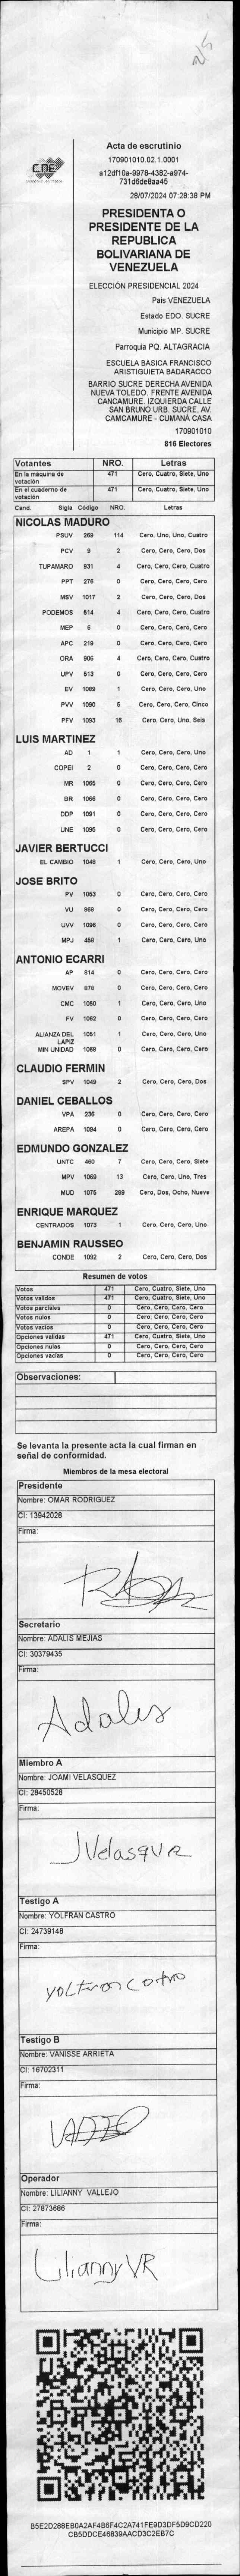 N5
CNE
Acta de escrutinio
170901010.02.1.0001
a12df10a-9978-4382-a974-
731d6de8aa45
28/07/2024 07:28:38 PM
PRESIDENTA O
PRESIDENTE DE LA
REPUBLICA
BOLIVARIANA DE
VENEZUELA
ELECCIÓN PRESIDENCIAL 2024
Pais VENEZUELA
Estado EDO. SUCRE
Municipio MP. SUCRE
Parroquia PQ. ALTAGRACIA
ESCUELA BASICA FRANCISCO
ARISTIGUIETA BADARACCO
BARRIO SUCRE DERECHA AVENIDA
NUEVA TOLEDO. FRENTE AVENIDA
CANCAMURE. IZQUIERDA CALLE
SAN BRUNO URB. SUCRE, AV.
CAMCAMURE - CUMANÁ CASA
170901010
816 Electores
Votantes NRO. Letras
En la máquina de votación 471 Cero, Cuatro, Siete, Uno
En el cuaderno de votación 471 Cero, Cuatro, Siete, Uno
Cand. Sigla Código NRO. Letras
NICOLAS MADURO
PSUV 269 114 Cero, Uno, Uno, Cuatro
PCV 9 2 Cero, Cero, Cero, Dos
TUPAMARO 931 4 Cero, Cero, Cero, Cuatro
PPT 276 0 Cero, Cero, Cero, Cero
MSV 1017 2 Cero, Cero, Cero, Dos
PODEMOS 514 4 Cero, Cero, Cero, Cuatro
MEP 6 0 Cero, Cero, Cero, Cero
APC 219 0 Cero, Cero, Cero, Cero
ORA 906 4 Cero, Cero, Cero, Cuatro
UPV 513 0 Cero, Cero, Cero, Cero
EV 1089 1 Cero, Cero, Cero, Uno
PVV 1090 5 Cero, Cero, Cero, Cinco
PFV 1093 16 Cero, Cero, Uno, Seis
LUIS MARTINEZ
AD 1 1 Cero, Cero, Cero, Uno
COPEI 2 0 Cero, Cero, Cero, Cero
MR 1065 0 Cero, Cero, Cero, Cero
BR 1066 0 Cero, Cero, Cero, Cero
DDP 1091 0 Cero, Cero, Cero, Cero
UNE 1095 0 Cero, Cero, Cero, Cero
JAVIER BERTUCCI
EL CAMBIO 1048 1 Cero, Cero, Cero, Uno
JOSE BRITO
PV 1053 0 Cero, Cero, Cero, Cero
VU 869 0 Cero, Cero, Cero, Cero
UVV 1096 0 Cero, Cero, Cero, Cero
MPJ 458 1 Cero, Cero, Cero, Uno
ANTONIO ECARRI
AP 814 0 Cero, Cero, Cero, Cero
MOVEV 878 0 Cero, Cero, Cero, Cero
CMC 1050 1 Cero, Cero, Cero, Uno
FV 1062 0 Cero, Cero, Cero, Cero
ALIANZA DEL LAPIZ 1051 1 Cero, Cero, Cero, Uno
MIN UNIDAD 1069 0 Cero, Cero, Cero, Cero
CLAUDIO FERMIN
SPV 1049 2 Cero, Cero, Cero, Dos
DANIEL CEBALLOS
VPA 236 0 Cero, Cero, Cero, Cero
AREPA 1094 0 Cero, Cero, Cero, Cero
EDMUNDO GONZALEZ
UNTC 460 7 Cero, Cero, Cero, Siete
MPV 1069 13 Cero, Cero, Uno, Tres
MUD 1075 289 Cero, Dos, Ocho, Nueve
ENRIQUE MARQUEZ
CENTRADOS 1073 1 Cero, Cero, Cero, Uno
BENJAMIN RAUSSEO
CONDE 1092 2 Cero, Cero, Cero, Dos
Resumen de votos
Votos 471 Cero, Cuatro, Siete, Uno
Votos validos 471 Cero, Cuatro, Siete, Uno
Votos parciales 0 Cero, Cero, Cero, Cero
Votos nulos 0 Cero, Cero, Cero, Cero
Votos vacios 0 Cero, Cero, Cero, Cero
Opciones validas 471 Cero, Cuatro, Siete, Uno
Opciones nulas 0 Cero, Cero, Cero, Cero
Opciones vacias 0 Cero, Cero, Cero, Cero
Observaciones:
Se levanta la presente acta la cual firman en
señal de conformidad.
Miembros de la mesa electoral
Presidente
Nombre: OMAR RODRIGUEZ
CI: 13942028
Firma:
Secretario
Nombre: ADALIS MEJIAS
CI: 30379435
Firma:
Adalis
Miembro A
Nombre: JOAMI VELASQUEZ
CI: 28450528
Firma:
JVelasqUR
Testigo A
Nombre: YOLFRAN CASTRO
CI: 24739148
Firma:
YOLFran Castro
Testigo B
Nombre: VANISSE ARRIETA
CI: 16702311
Firma:
Operador
Nombre: LILIANNY VALLEJO
CI: 27873686
Firma:
Lilianny VR
B5E2D288EB0A2AF4B6F4C2A741FE9D3DF5D9CD220
CB5DDCE46839AACD3C2EB7C